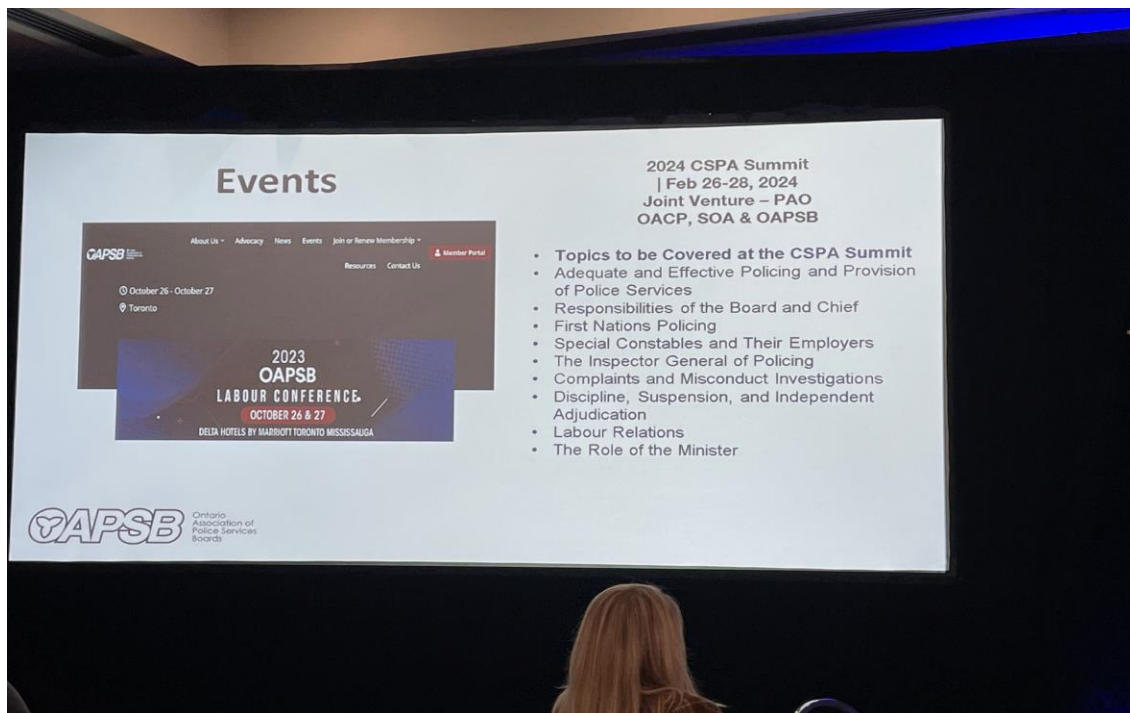 Events
OAPSB
About Us
Advocacy
News
Events
Join or Renew Membership
Member Portal
Resources
Contact Us
October 26 - October 27
Toronto
2023
OAPSB
LABOUR CONFERENCE
OCTOBER 26 & 27
DELTA HOTELS BY MARRIOTT TORONTO MISSISSAUGA
2024 CSPA Summit
| Feb 26-28, 2024
Joint Venture – PAO
OACP, SOA & OAPSB
• Topics to be Covered at the CSPA Summit
• Adequate and Effective Policing and Provision
of Police Services
• Responsibilities of the Board and Chief
• First Nations Policing
• Special Constables and Their Employers
• The Inspector General of Policing
• Complaints and Misconduct Investigations
• Discipline, Suspension, and Independent
Adjudication
• Labour Relations
• The Role of the Minister
OAPSB
Ontario
Association of
Police Services
Boards